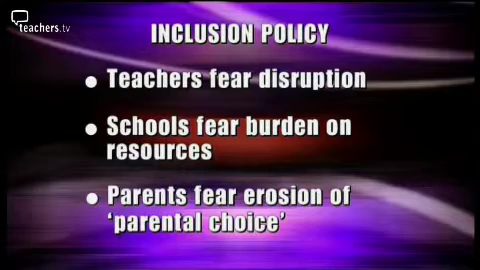 teachers.tv
INCLUSION POLICY
● Teachers fear disruption
● Schools fear burden on
resources
● Parents fear erosion of
‘parental choice’